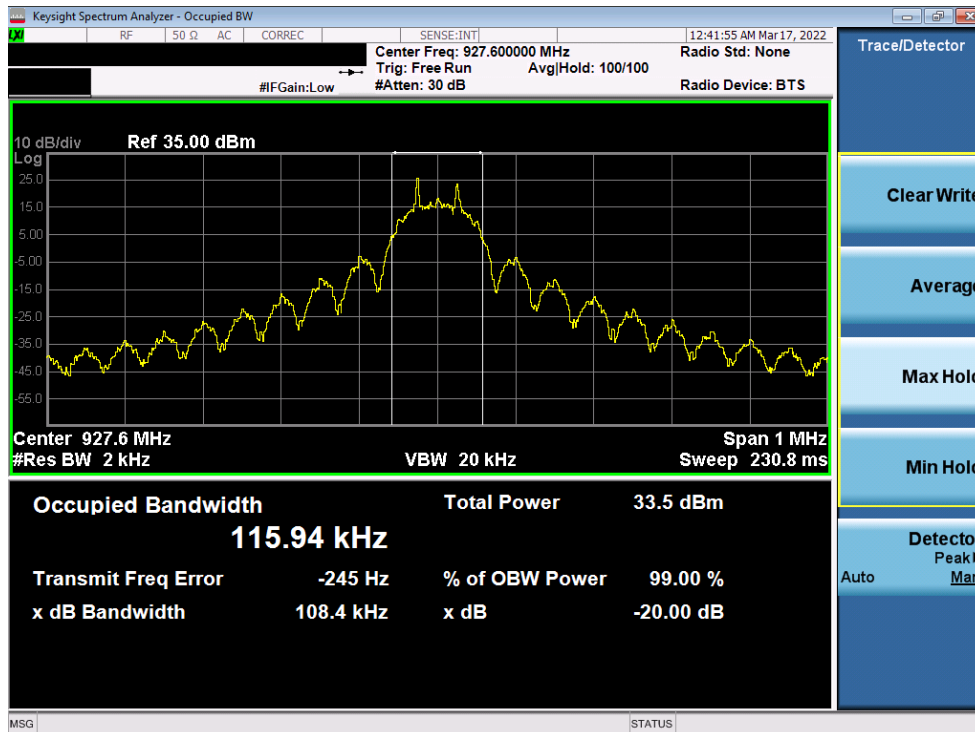 Keysight Spectrum Analyzer - Occupied BW
LXI RF 50 Ω AC CORREC SENSE:INT 12:41:55 AM Mar 17, 2022
Center Freq: 927.600000 MHz Radio Std: None
Trig: Free Run Avg|Hold: 100/100
#IFGain:Low #Atten: 30 dB Radio Device: BTS
Trace/Detector
10 dB/div Ref 35.00 dBm
Log
25.0
15.0
5.00
-5.00
-15.0
-25.0
-35.0
-45.0
-55.0
Center 927.6 MHz Span 1 MHz
#Res BW 2 kHz VBW 20 kHz Sweep 230.8 ms
Occupied Bandwidth Total Power 33.5 dBm
115.94 kHz
Transmit Freq Error -245 Hz % of OBW Power 99.00 %
x dB Bandwidth 108.4 kHz x dB -20.00 dB
Clear Write
Average
Max Hold
Min Hold
Detecto
Peak
Auto Man
MSG STATUS